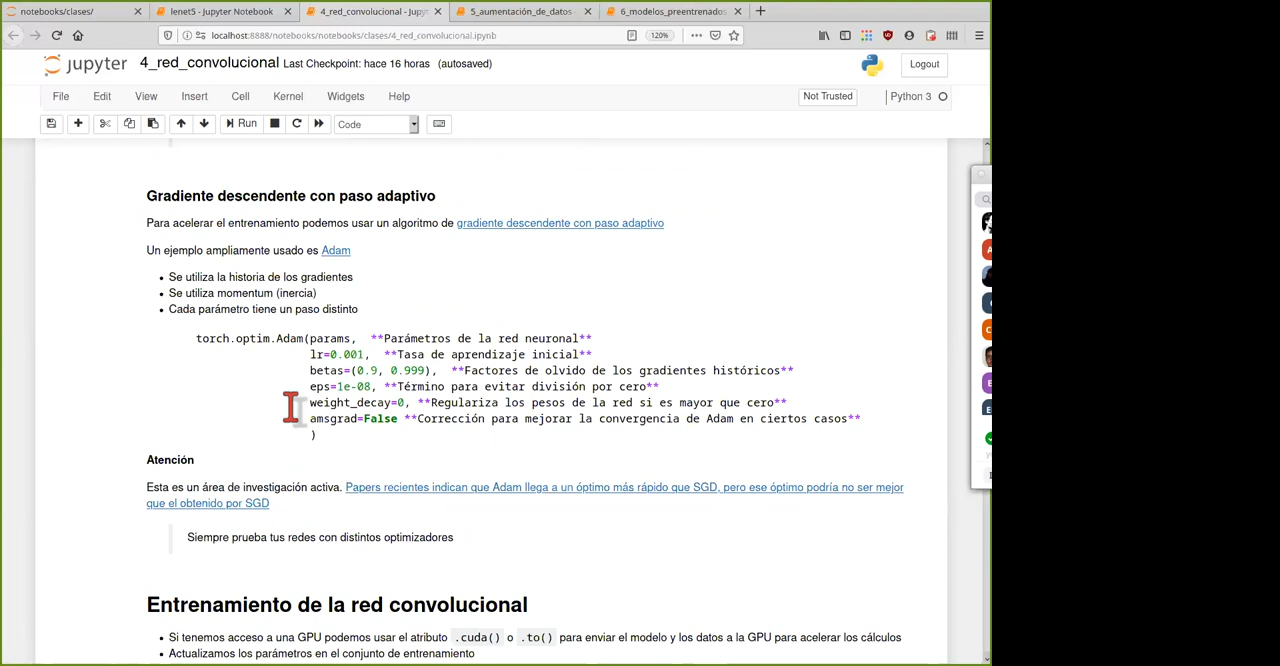 notebooks/clases/ lenet5 - Jupyter Notebook 4_red_convolucional - Jupy 5_aumentación_de_datos 6_modelos_preentrenados
localhost:8888/notebooks/notebooks/clases/4_red_convolucional.ipynb 120%
jupyter 4_red_convolucional Last Checkpoint: hace 16 horas (autosaved) Logout
File Edit View Insert Cell Kernel Widgets Help Not Trusted Python 3
Run Code
Gradiente descendente con paso adaptivo
Para acelerar el entrenamiento podemos usar un algoritmo de gradiente descendente con paso adaptivo
Un ejemplo ampliamente usado es Adam
• Se utiliza la historia de los gradientes
• Se utiliza momentum (inercia)
• Cada parámetro tiene un paso distinto
torch.optim.Adam(params, **Parámetros de la red neuronal**
lr=0.001, **Tasa de aprendizaje inicial**
betas=(0.9, 0.999), **Factores de olvido de los gradientes históricos**
eps=1e-08, **Término para evitar división por cero**
weight_decay=0, **Regulariza los pesos de la red si es mayor que cero**
amsgrad=False **Corrección para mejorar la convergencia de Adam en ciertos casos**
)
Atención
Esta es un área de investigación activa. Papers recientes indican que Adam llega a un óptimo más rápido que SGD, pero ese óptimo podría no ser mejor
que el obtenido por SGD
Siempre prueba tus redes con distintos optimizadores
Entrenamiento de la red convolucional
• Si tenemos acceso a una GPU podemos usar el atributo .cuda() o .to() para enviar el modelo y los datos a la GPU para acelerar los cálculos
• Actualizamos los parámetros en el conjunto de entrenamiento